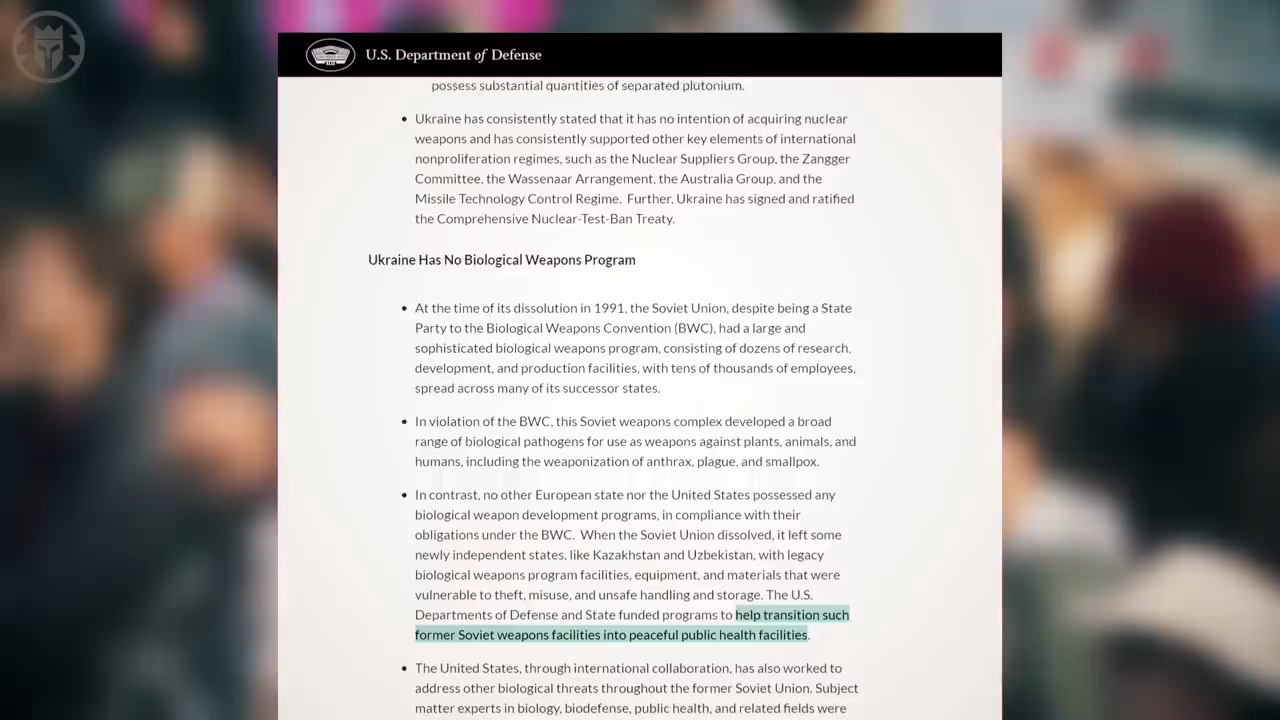 U.S. Department of Defense
possess substantial quantities of separated plutonium.
• Ukraine has consistently stated that it has no intention of acquiring nuclear
weapons and has consistently supported other key elements of international
nonproliferation regimes, such as the Nuclear Suppliers Group, the Zangger
Committee, the Wassenaar Arrangement, the Australia Group, and the
Missile Technology Control Regime. Further. Ukraine has signed and ratified
the Comprehensive Nuclear-Test-Ban Treaty.
Ukraine Has No Biological Weapons Program
• At the time of its dissolution in 1991, the Soviet Union, despite being a State
Party to the Biological Weapons Convention (BWC), had a large and
sophisticated biological weapons program, consisting of dozens of research,
development, and production facilities, with tens of thousands of employees,
spread across many of its successor states.
• In violation of the BWC, this Soviet weapons complex developed a broad
range of biological pathogens for use as weapons against plants, animals, and
humans, including the weaponization of anthrax, plague, and smallpox.
• In contrast, no other European state nor the United States possessed any
biological weapon development programs, in compliance with their
obligations under the BWC. When the Soviet Union dissolved, it left some
newly independent states, like Kazakhstan and Uzbekistan, with legacy
biological weapons program facilities, equipment, and materials that were
vulnerable to theft, misuse, and unsafe handling and storage. The U.S.
Departments of Defense and State funded programs to help transition such
former Soviet weapons facilities into peaceful public health facilities.
• The United States, through international collaboration, has also worked to
address other biological threats throughout the former Soviet Union. Subject
matter experts in biology, biodefense, public health, and related fields were